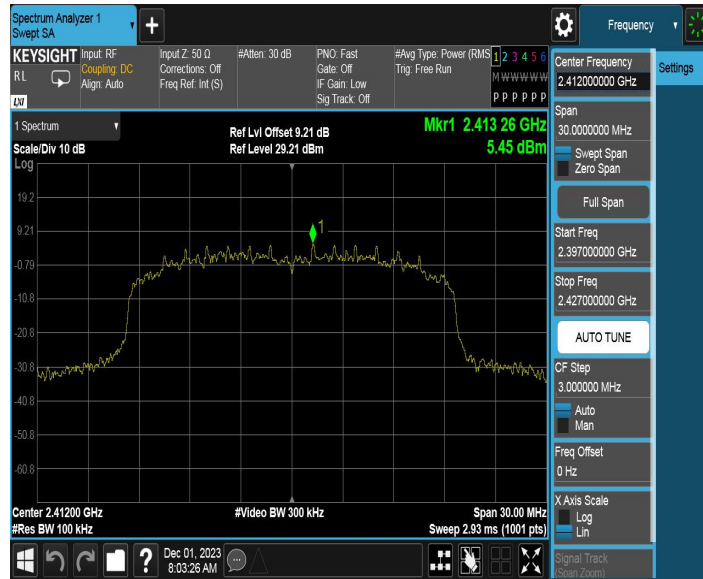 Spectrum Analyzer 1
Swept SA
+
Frequency
KEYSIGHT
RL
LXI
Input: RF
Coupling: DC
Align: Auto
Input Z: 50 Ω
Corrections: Off
Freq Ref: Int (S)
#Atten: 30 dB
PNO: Fast
Gate: Off
IF Gain: Low
Sig Track: Off
#Avg Type: Power (RMS
Trig: Free Run
1 2 3 4 5 6
M W W W W W
P P P P P P
1 Spectrum
Scale/Div 10 dB
Ref Lvl Offset 9.21 dB
Ref Level 29.21 dBm
Mkr1 2.413 26 GHz
5.45 dBm
Log
19.2
9.21
-0.79
-10.8
-20.8
-30.8
-40.8
-50.8
-60.8
1
Center 2.41200 GHz
#Res BW 100 kHz
#Video BW 300 kHz
Span 30.00 MHz
Sweep 2.93 ms (1001 pts)
?
Dec 01, 2023
8:03:26 AM
Center Frequency
2.412000000 GHz
Settings
Span
30.0000000 MHz
Swept Span
Zero Span
Full Span
Start Freq
2.397000000 GHz
Stop Freq
2.427000000 GHz
AUTO TUNE
CF Step
3.000000 MHz
Auto
Man
Freq Offset
0 Hz
X Axis Scale
Log
Lin
Signal Track
(Span Zoom)